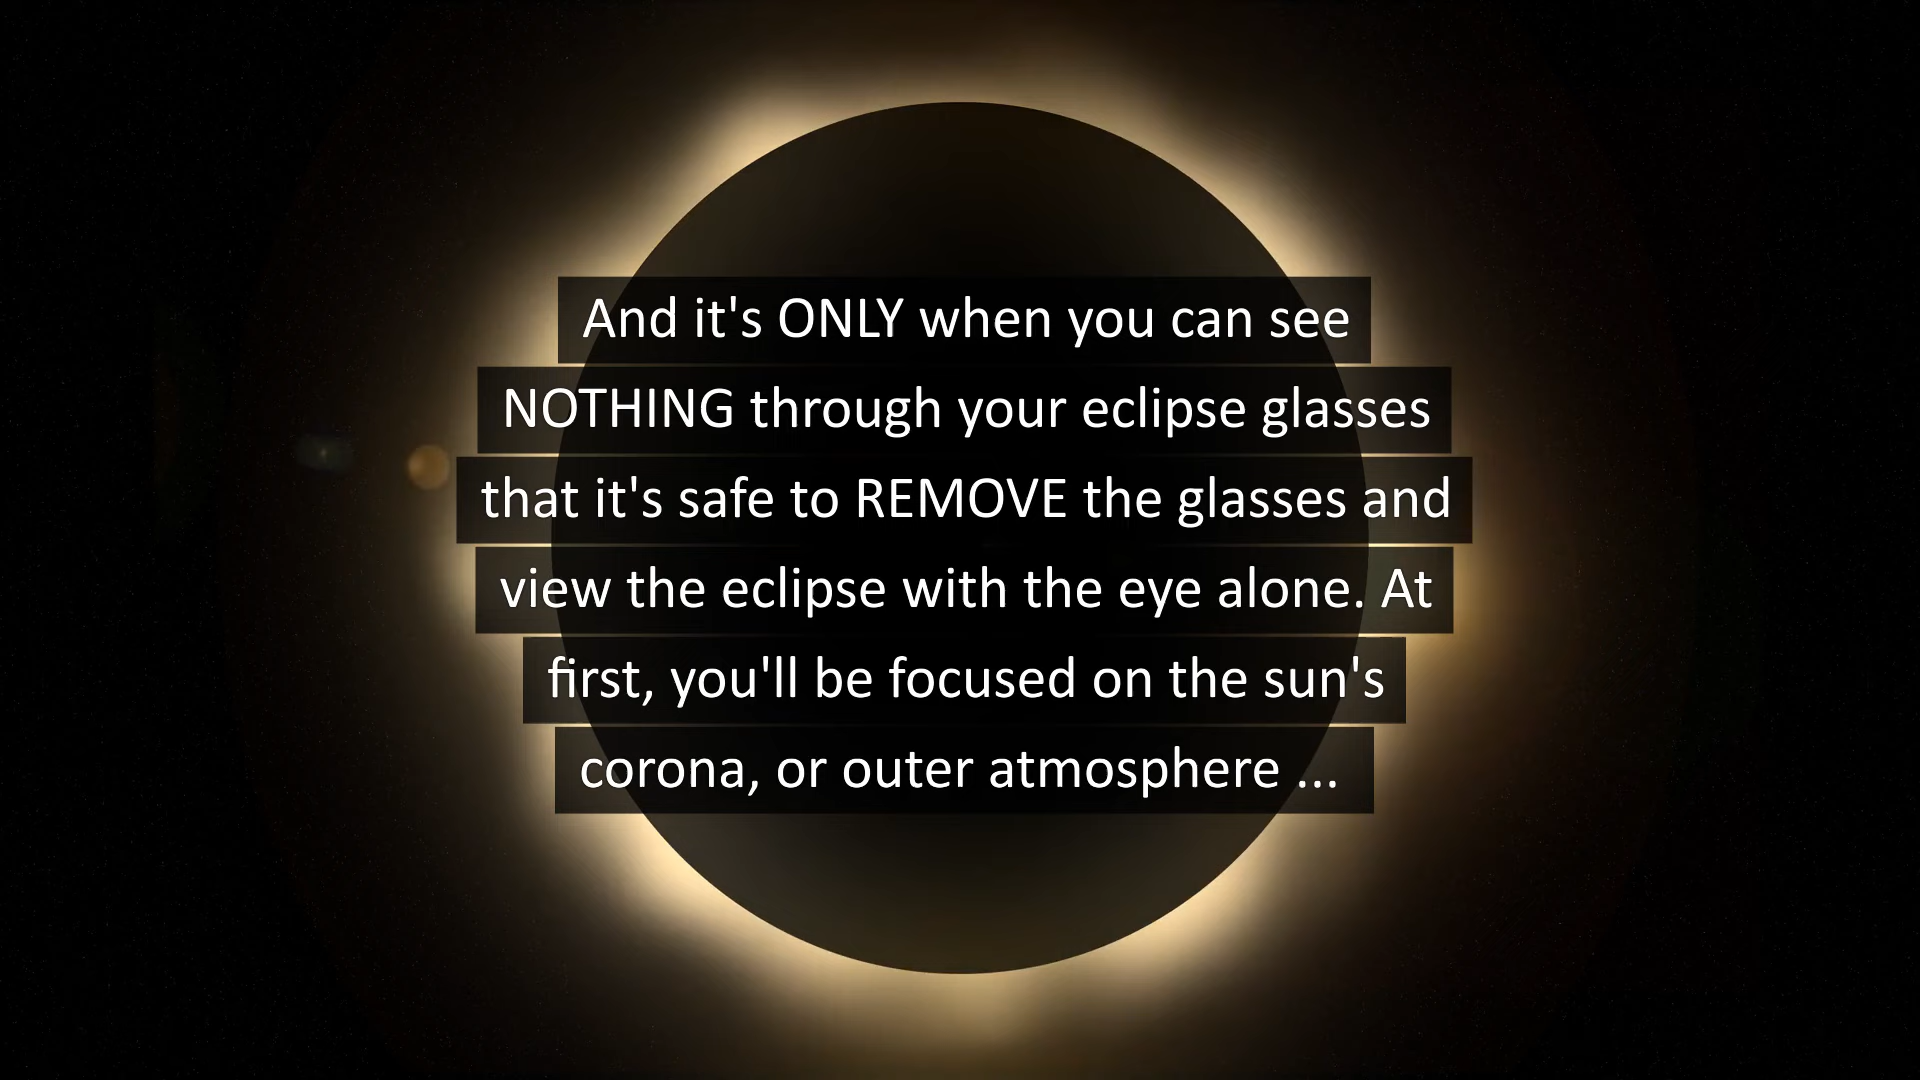 And it's ONLY when you can see
NOTHING through your eclipse glasses
that it's safe to REMOVE the glasses and
view the eclipse with the eye alone. At
first, you'll be focused on the sun's
corona, or outer atmosphere ...